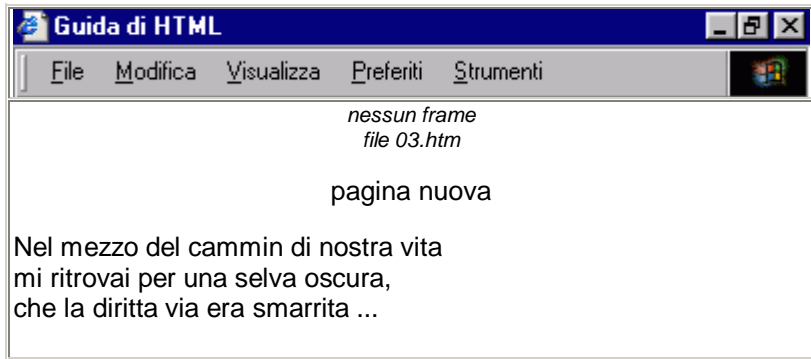 Guida di HTML
File Modifica Visualizza Preferiti Strumenti
nessun frame
file 03.htm
pagina nuova
Nel mezzo del cammin di nostra vita
mi ritrovai per una selva oscura,
che la diritta via era smarrita ...